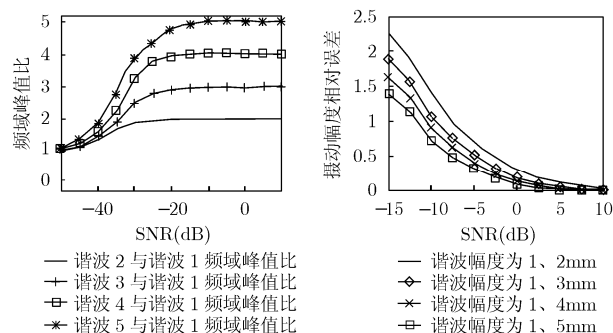 5
4
3
2
1
0
频域峰值比
−40
−20
0
SNR(dB)
谐波 2 与谐波 1 频域峰值比
谐波 3 与谐波 1 频域峰值比
谐波 4 与谐波 1 频域峰值比
谐波 5 与谐波 1 频域峰值比
2.5
2
1.5
1
0.5
0
摄动幅度相对误差
−15
−10
−5
0
5
10
SNR(dB)
谐波幅度为 1、2mm
谐波幅度为 1、3mm
谐波幅度为 1、4mm
谐波幅度为 1、5mm